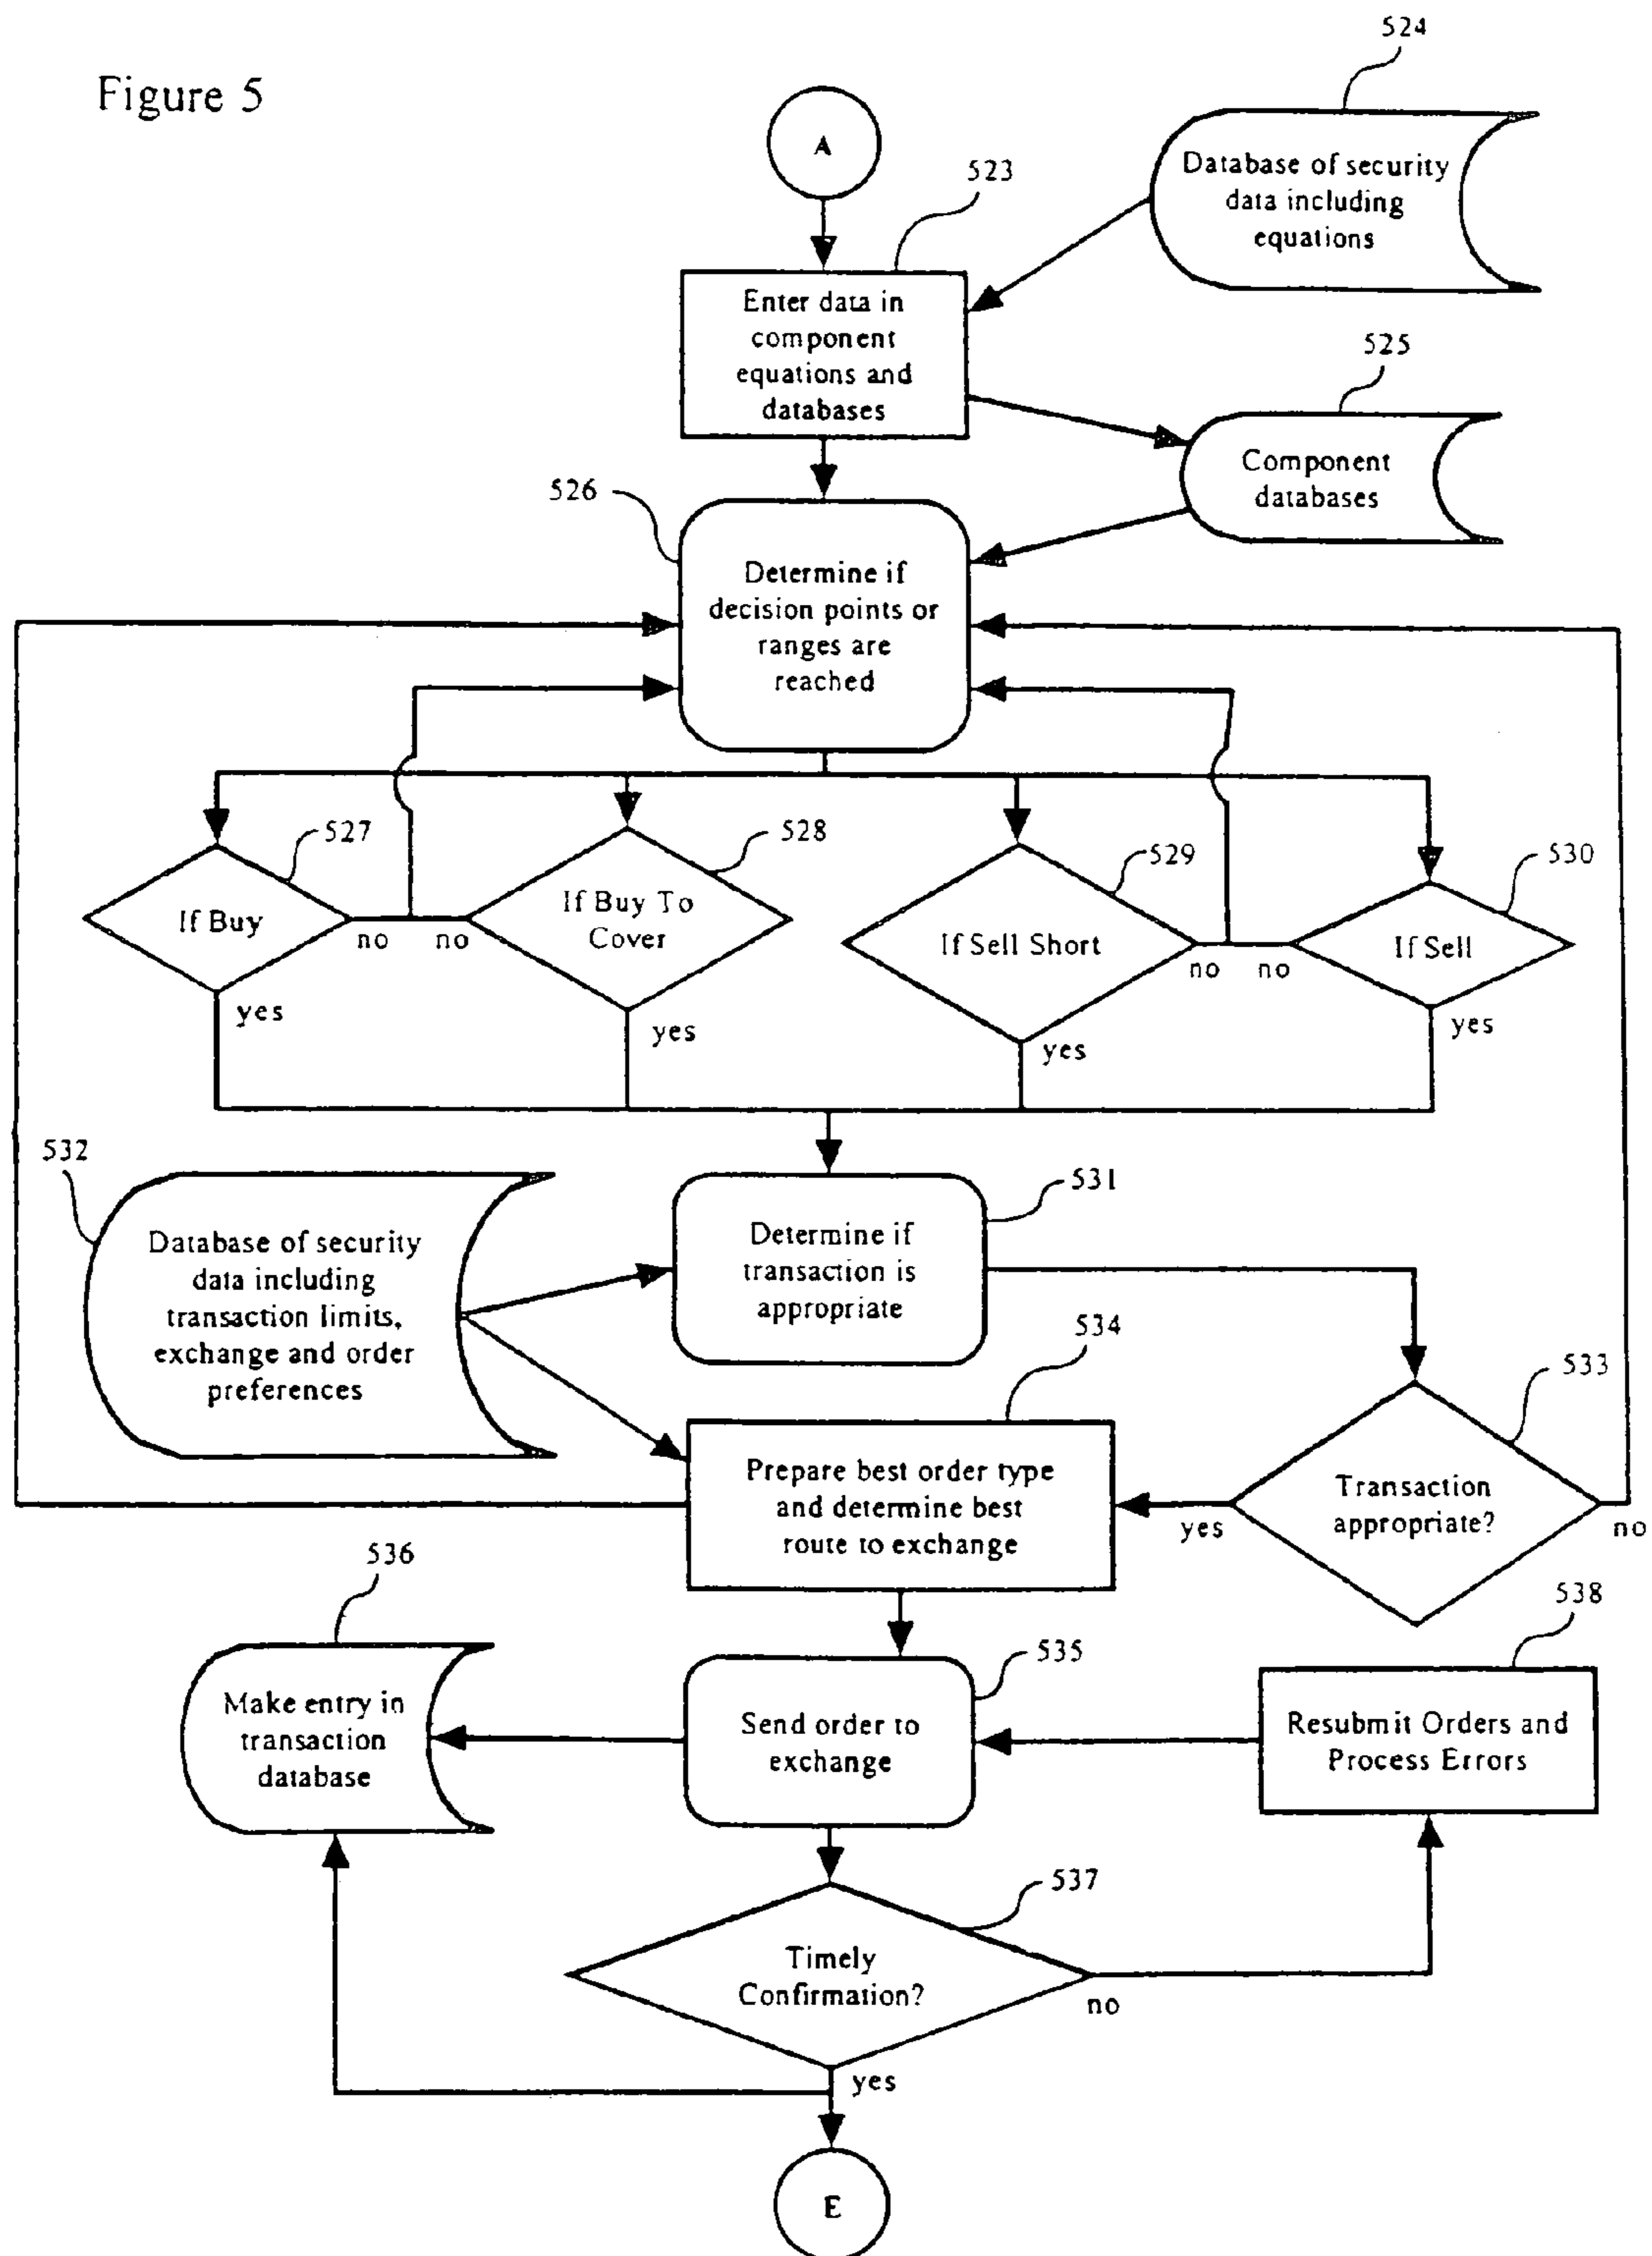 Figure 5
524
A
523
Database of security
data including
equations
Enter data in
component
equations and
databases
525
Component
databases
526
Determine if
decision points or
ranges are
reached
527
528
529
530
If Buy
no
no
If Buy To
Cover
If Sell Short
no
no
If Sell
yes
yes
yes
yes
532
531
Database of security
data including
transaction limits,
exchange and order
preferences
Determine if
transaction is
appropriate
534
533
Prepare best order type
and determine best
route to exchange
yes
Transaction
appropriate?
no
536
538
535
Make entry in
transaction
database
Send order to
exchange
Resubmit Orders and
Process Errors
537
Timely
Confirmation?
no
yes
E